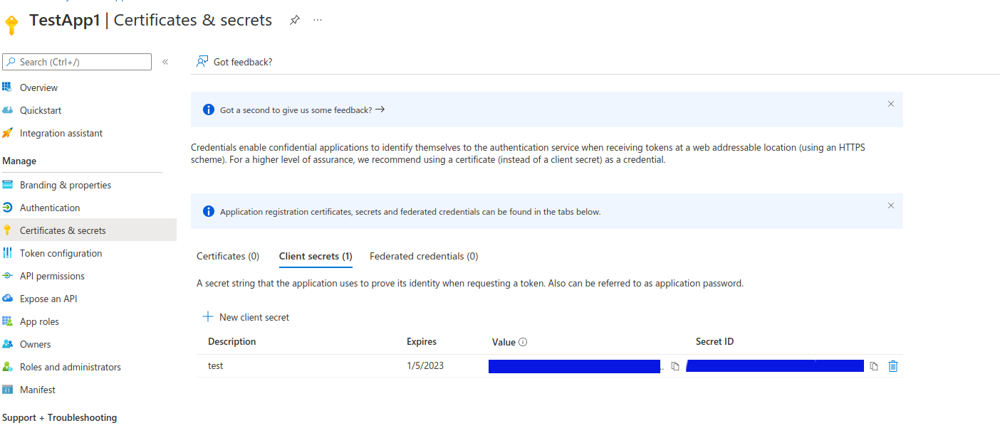 TestApp1 | Certificates & secrets
Search (Ctrl+/)
Overview
Quickstart
Integration assistant
Manage
Branding & properties
Authentication
Certificates & secrets
Token configuration
API permissions
Expose an API
App roles
Owners
Roles and administrators
Manifest
Support + Troubleshooting
Got feedback?
Got a second to give us some feedback?
Credentials enable confidential applications to identify themselves to the authentication service when receiving tokens at a web addressable location (using an HTTPS
scheme). For a higher level of assurance, we recommend using a certificate (instead of a client secret) as a credential.
Application registration certificates, secrets and federated credentials can be found in the tabs below.
Certificates (0) Client secrets (1) Federated credentials (0)
A secret string that the application uses to prove its identity when requesting a token. Also can be referred to as application password.
New client secret
Description Expires Value Secret ID
test 1/5/2023